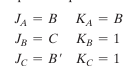 J_A = B K_A = B
J_B = C K_B = 1
J_C = B′ K_C = 1